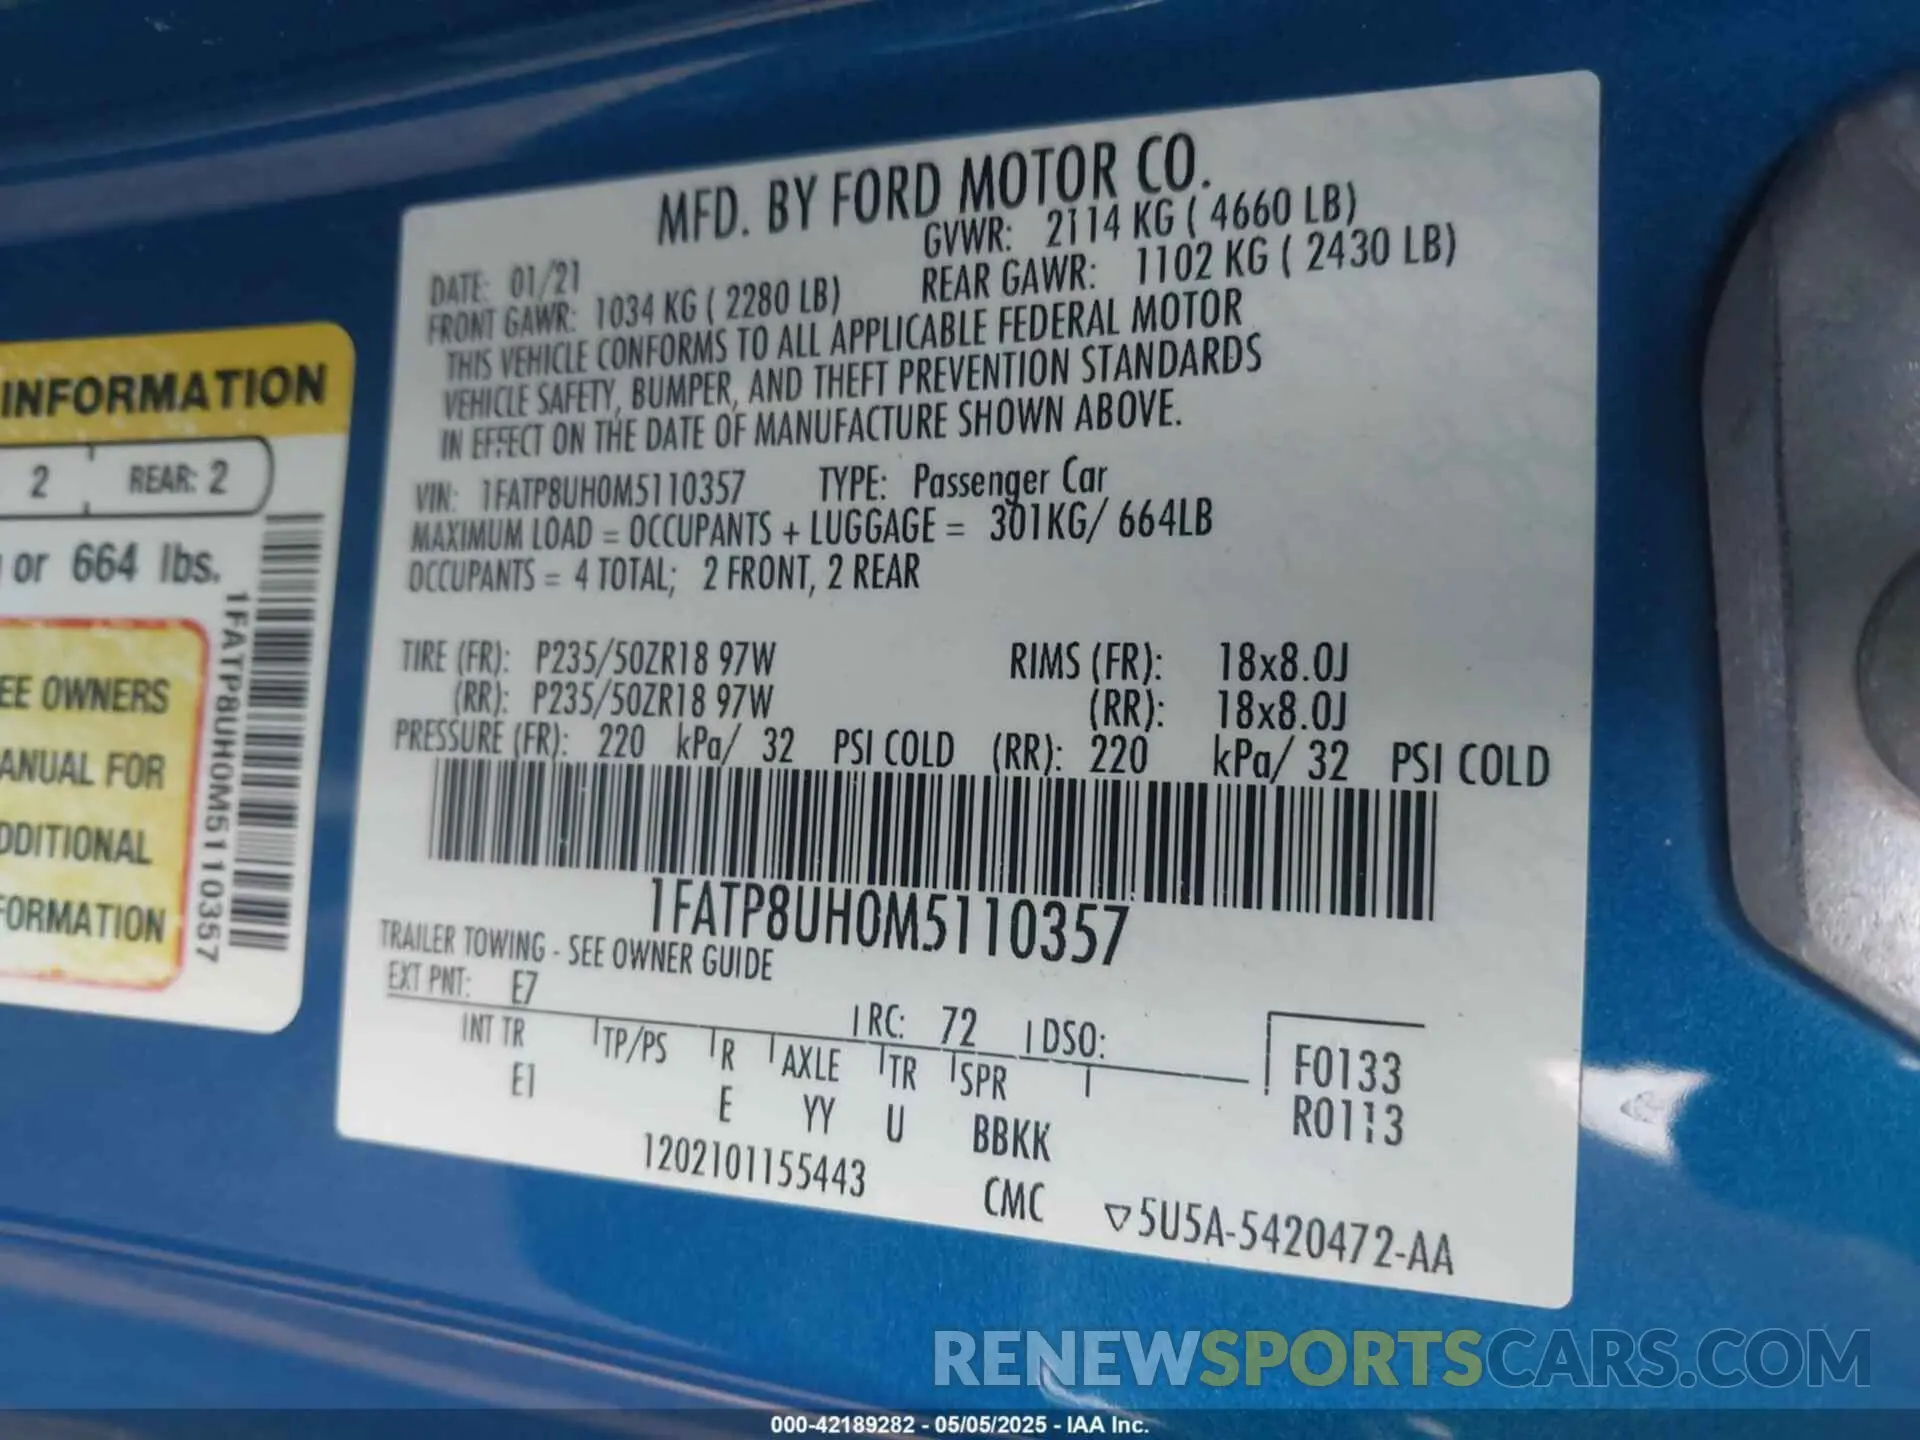 MFD. BY FORD MOTOR CO.
DATE: 01/21 GVWR: 2114 KG ( 4660 LB)
FRONT GAWR: 1034 KG ( 2280 LB) REAR GAWR: 1102 KG ( 2430 LB)
THIS VEHICLE CONFORMS TO ALL APPLICABLE FEDERAL MOTOR
VEHICLE SAFETY, BUMPER, AND THEFT PREVENTION STANDARDS
IN EFFECT ON THE DATE OF MANUFACTURE SHOWN ABOVE.
VIN: 1FATP8UH0M5110357 TYPE: Passenger Car
MAXIMUM LOAD = OCCUPANTS + LUGGAGE = 301KG/ 664LB
OCCUPANTS = 4 TOTAL; 2 FRONT, 2 REAR
TIRE (FR): P235/50ZR18 97W RIMS (FR): 18x8.0J
(RR): P235/50ZR18 97W (RR): 18x8.0J
PRESSURE (FR): 220 kPa/ 32 PSI COLD (RR): 220 kPa/ 32 PSI COLD
1FATP8UH0M5110357
TRAILER TOWING - SEE OWNER GUIDE
EXT PNT: E7 RC: 72 DSO:
INT TR TP/PS R AXLE TR SPR
E1 E YY U BBKK
F0133
R0113
1202101155443 CMC ▽5U5A-5420472-AA
INFORMATION
2 REAR: 2
or 664 lbs.
EE OWNERS
ANUAL FOR
DDITIONAL
FORMATION
1FATP8UH0M5110357
RENEWSPORTSCARS.COM
000-42189282 - 05/05/2025 - IAA Inc.